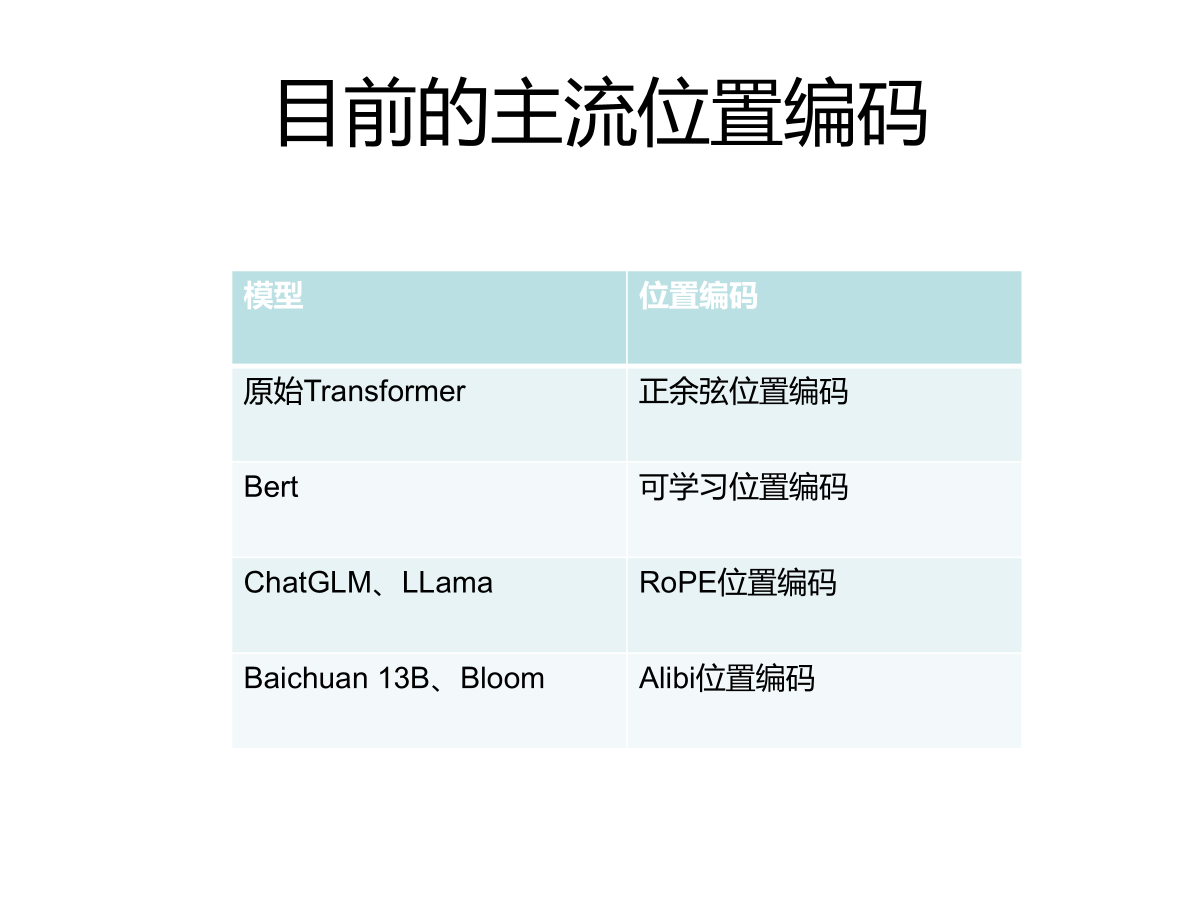 目前的主流位置编码
模型 位置编码
原始Transformer 正余弦位置编码
Bert 可学习位置编码
ChatGLM、LLama RoPE位置编码
Baichuan 13B、Bloom Alibi位置编码